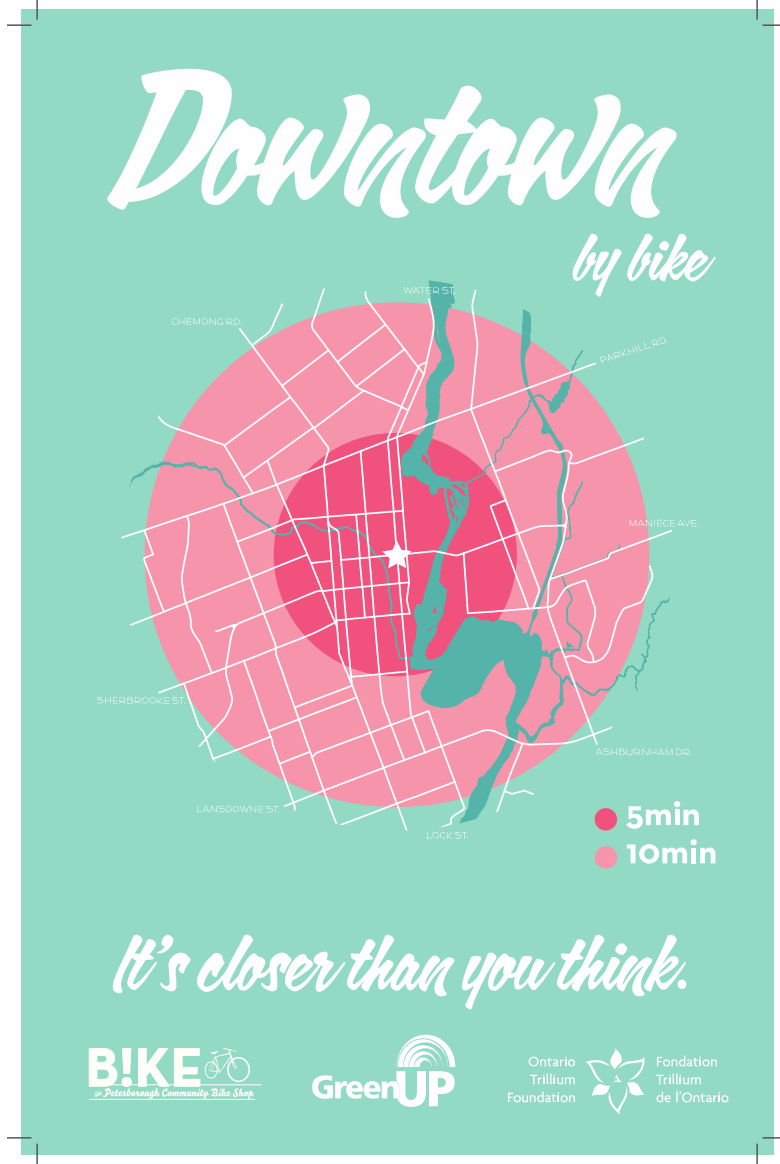 Downtown
by bike
WATER ST.
CHEMONG RD.
PARKHILL RD.
MANIECE AVE.
SHERBROOKE ST.
ASHBURNHAM DR.
LANSDOWNE ST.
LOCK ST.
5min
10min
It's closer than you think.
B!KE
Peterborough Community Bike Shop
GreenUP
Ontario
Trillium
Foundation
Fondation
Trillium
de l'Ontario